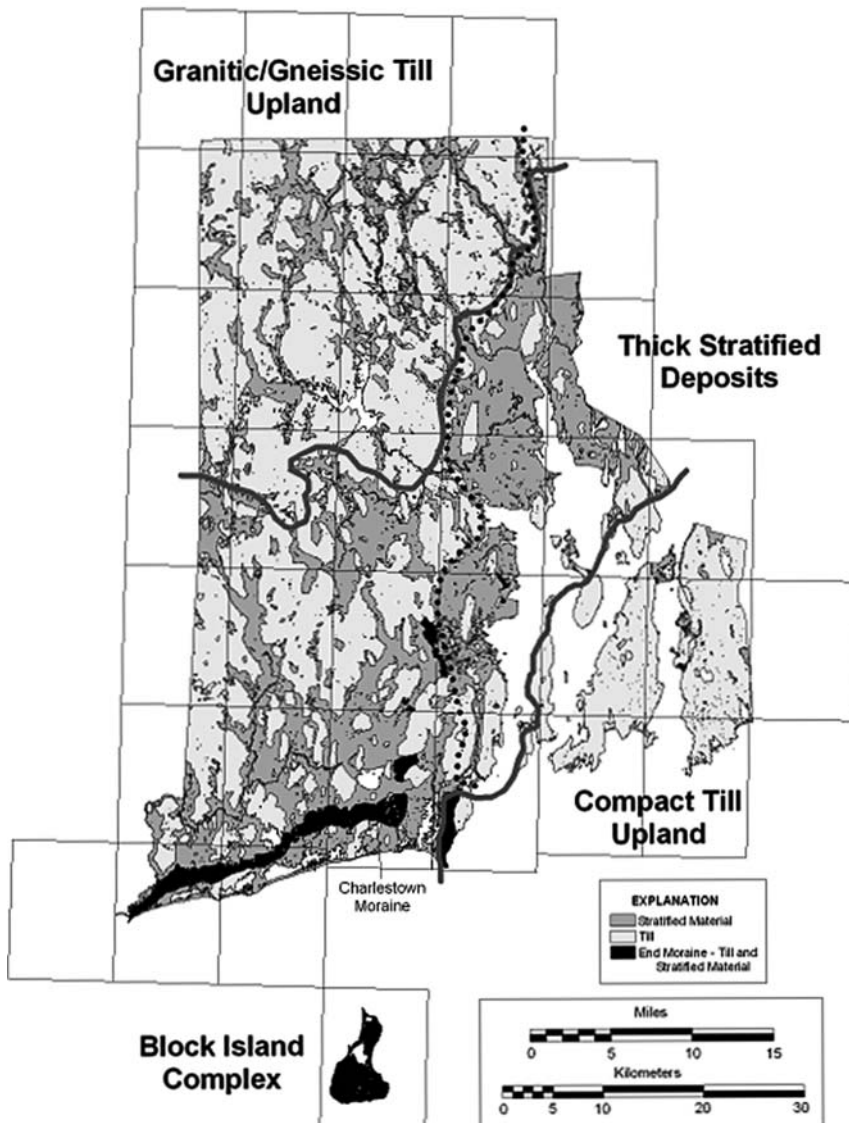 Granitic/Gneissic Till
Upland
Thick Stratified
Deposits
Compact Till
Upland
Charlestown
Moraine
EXPLANATION
Stratified Material
Till
End Moraine - Till and
Stratified Material
Block Island
Complex
Miles
0 5 10 15
Kilometers
0 5 10 20 30